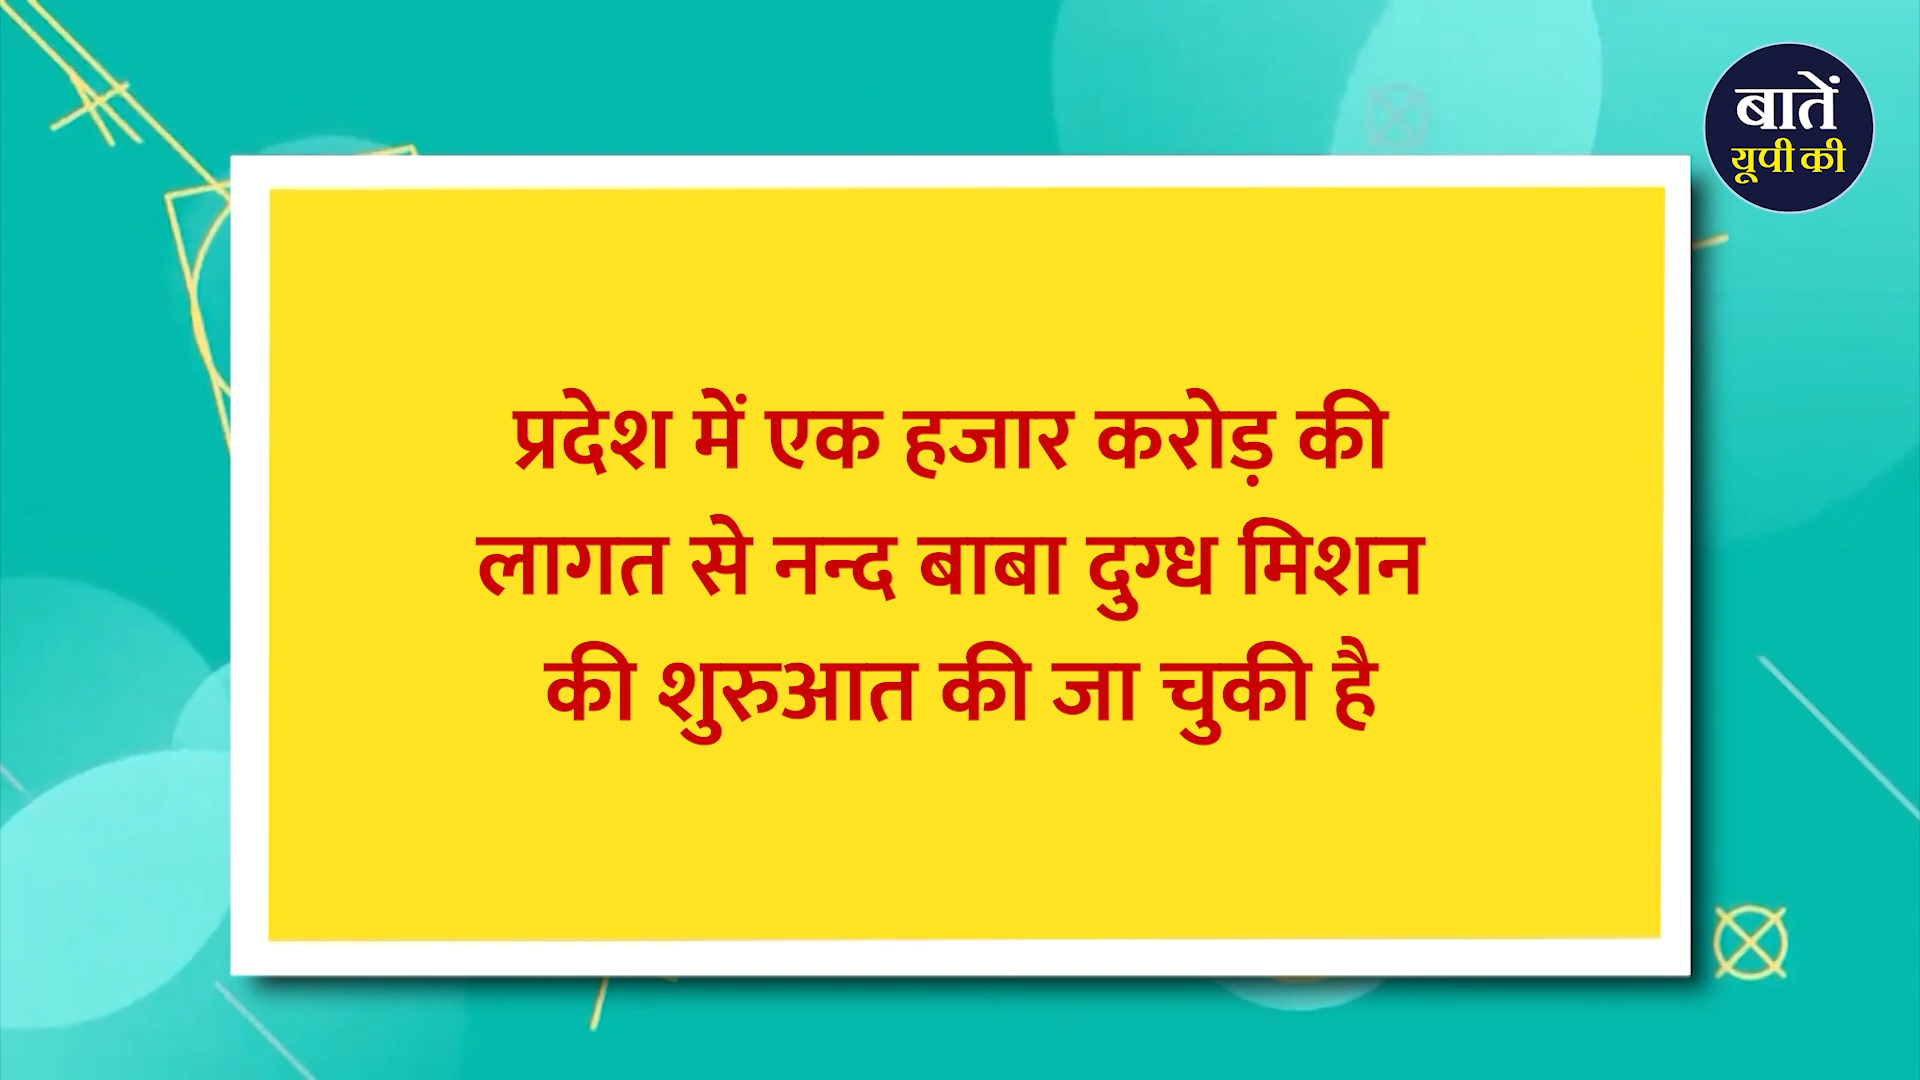 बातें
यूपी की
प्रदेश में एक हजार करोड़ की
लागत से नन्द बाबा दुग्ध मिशन
की शुरुआत की जा चुकी है